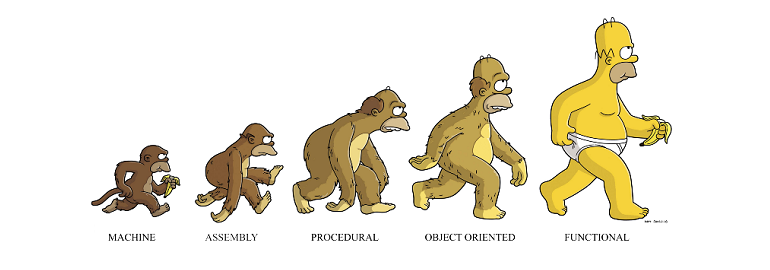 MACHINE
ASSEMBLY
PROCEDURAL
OBJECT ORIENTED
FUNCTIONAL